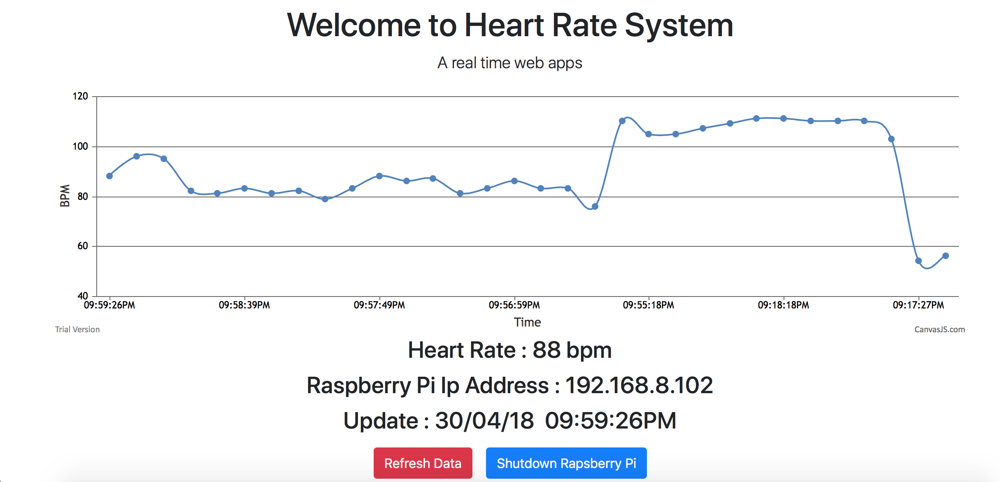 Welcome to Heart Rate System
A real time web apps
120
100
80
60
40
BPM
09:59:26PM 09:58:39PM 09:57:49PM 09:56:59PM 09:55:18PM 09:18:18PM 09:17:27PM
Time
Trial Version CanvasJS.com
Heart Rate : 88 bpm
Raspberry Pi Ip Address : 192.168.8.102
Update : 30/04/18 09:59:26PM
Refresh Data Shutdown Rapsberry Pi